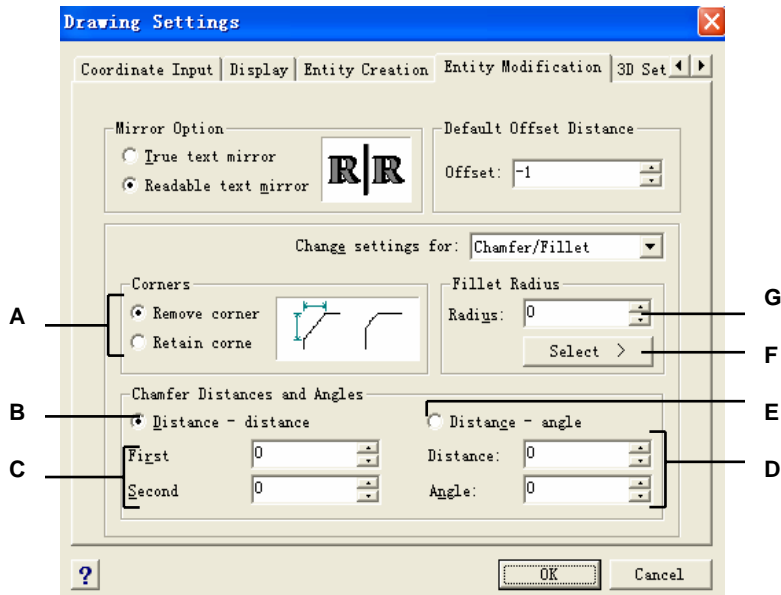 Drawing Settings
Coordinate Input Display Entity Creation Entity Modification 3D Set
Mirror Option
True text mirror
Readable text mirror
R R
Default Offset Distance
Offset: -1
Change settings for: Chamfer/Fillet
A
Corners
Remove corner
Retain corne
Fillet Radius
Radius: 0
G
Select >
F
Chamfer Distances and Angles
B
Distance - distance
Distance - angle
E
C
First 0
Second 0
Distance: 0
Angle: 0
D
?
OK
Cancel